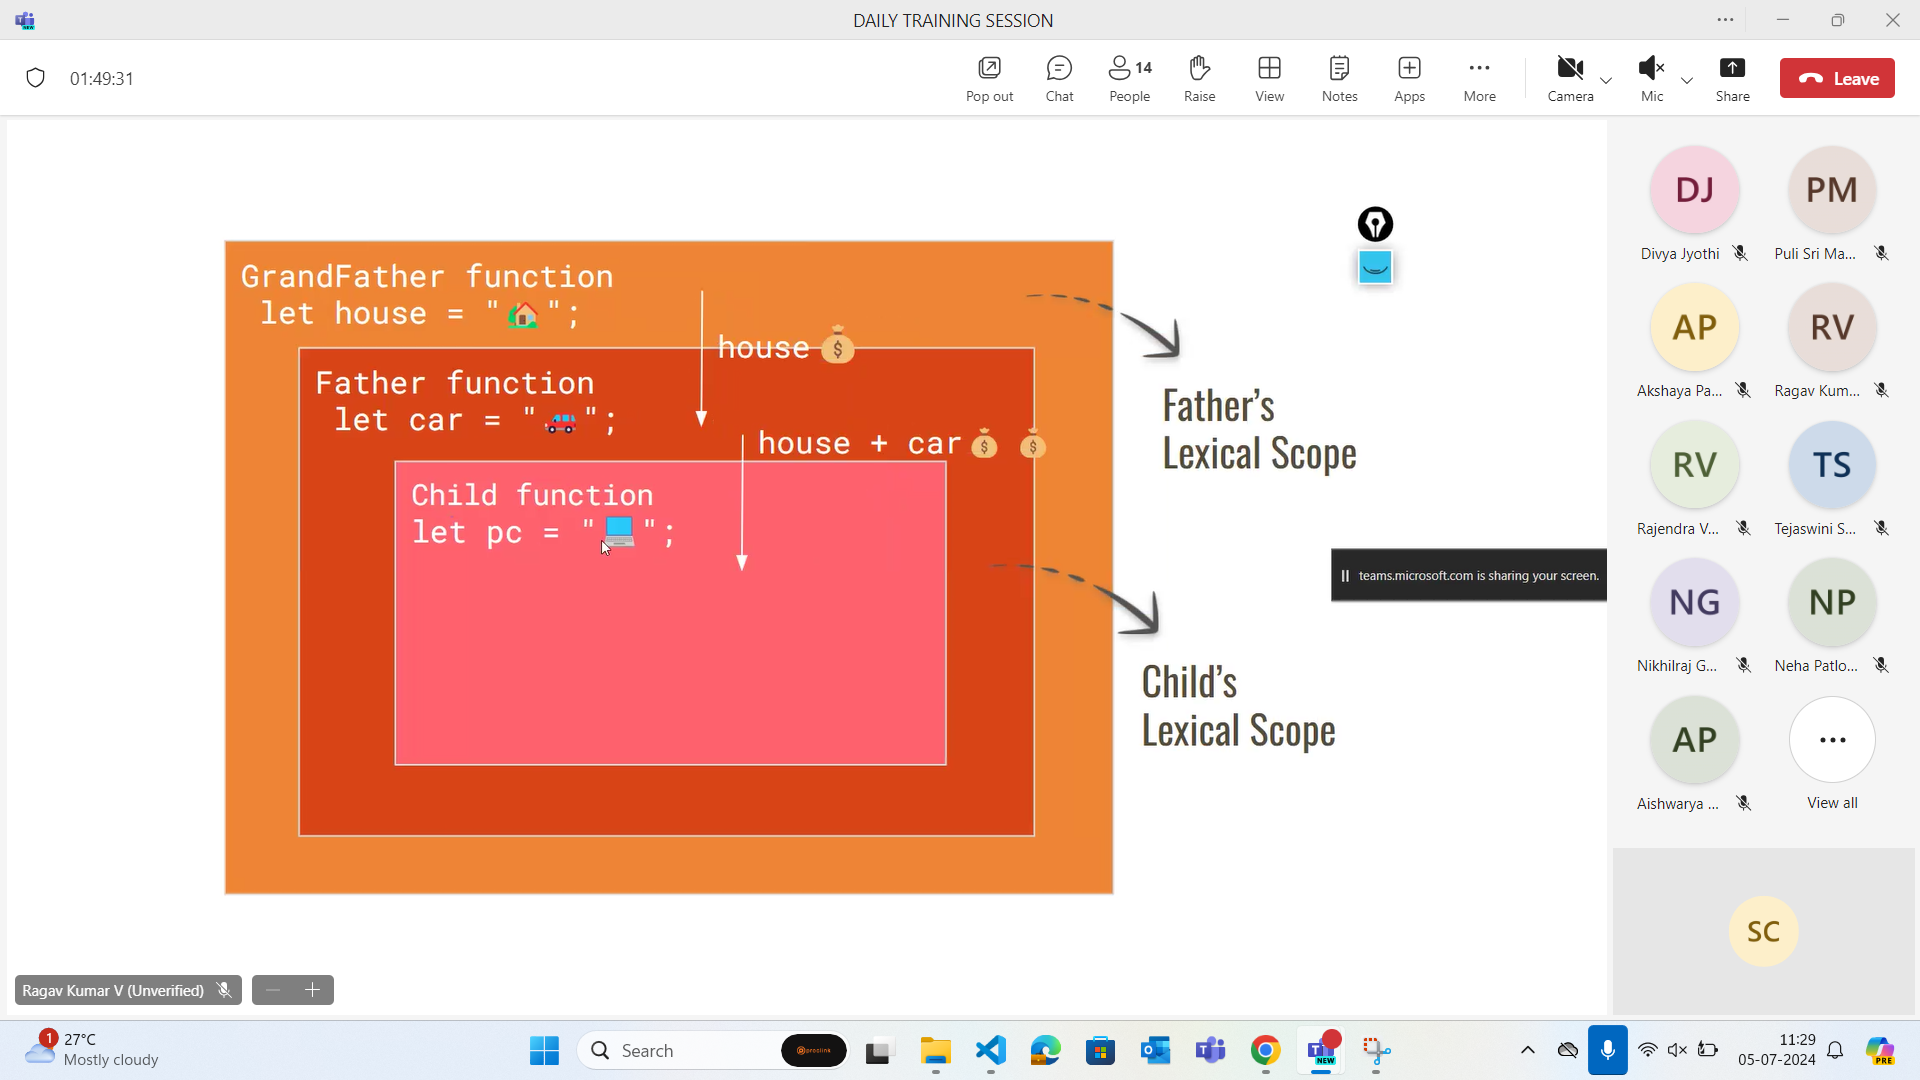 DAILY TRAINING SESSION
01:49:31
Pop out
Chat
14
People
Raise
View
Notes
Apps
More
Camera
Mic
Share
Leave
GrandFather function
let house = "🏡";
house💰
Father function
let car = "🚙";
house + car💰 💰
Child function
let pc = "💻";
Father's
Lexical Scope
Child's
Lexical Scope
teams.microsoft.com is sharing your screen.
DJ
Divya Jyothi
PM
Puli Sri Ma...
AP
Akshaya Pa...
RV
Ragav Kum...
RV
Rajendra V...
TS
Tejaswini S...
NG
Nikhilraj G...
NP
Neha Patlo...
AP
Aishwarya ...
View all
SC
Ragav Kumar V (Unverified)
1
27°C
Mostly cloudy
Search
proclink
NEW
PRE
11:29
05-07-2024